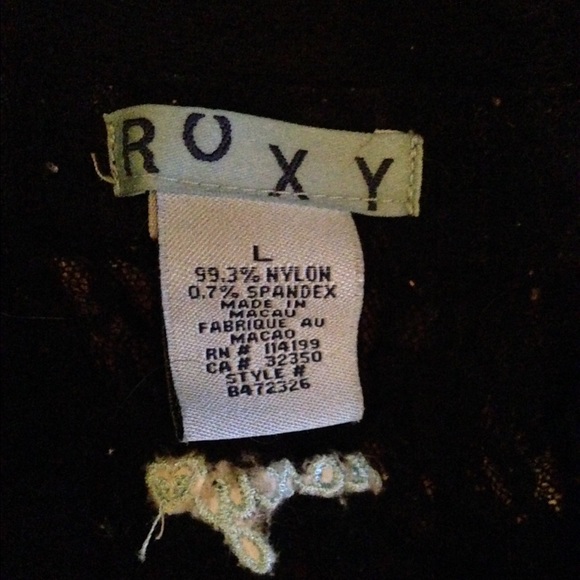 ROXY
L
99.3% NYLON
0.7% SPANDEX
MADE IN
MACAU
FABRIQUE AU
MACAO
RN # 114199
CA # 32350
STYLE #
B472326